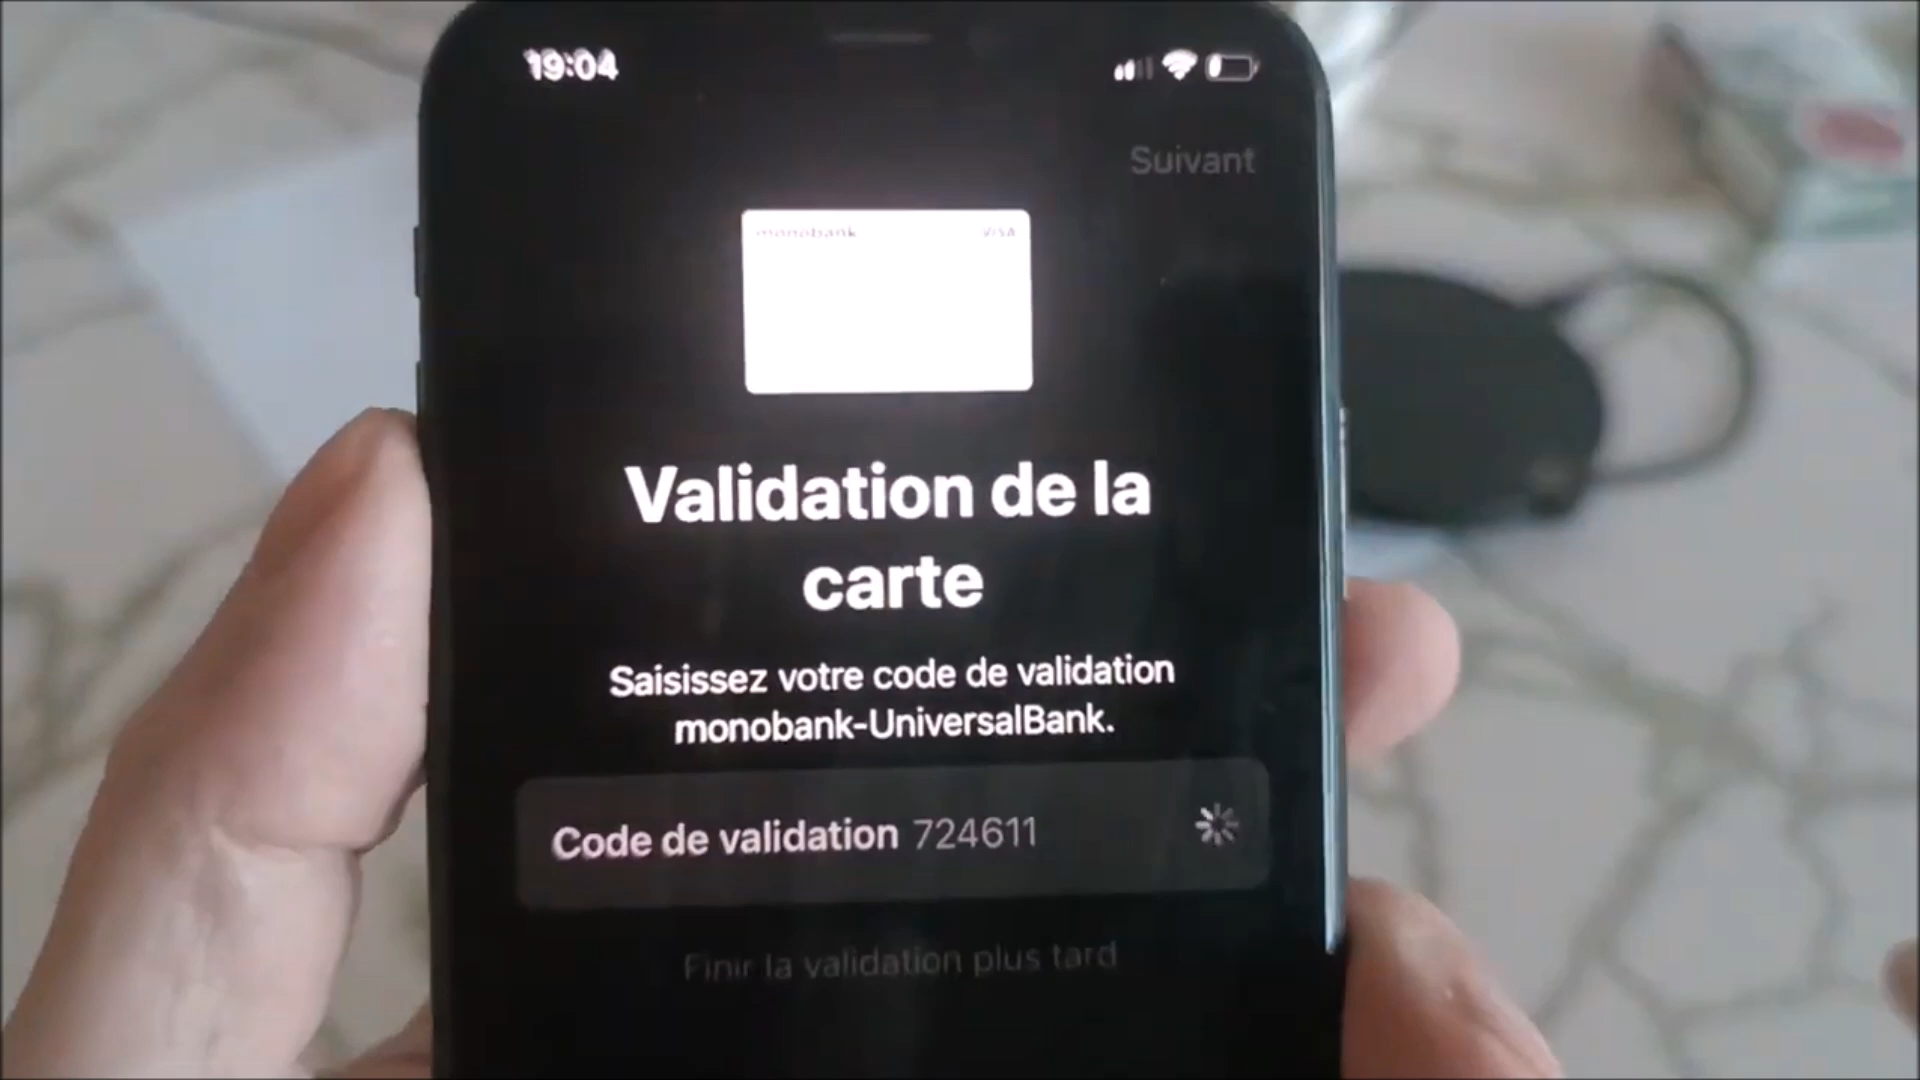 19:04
Suivant
monobank VISA
Validation de la
carte
Saisissez votre code de validation
monobank-UniversalBank.
Code de validation 724611
Finir la validation plus tard